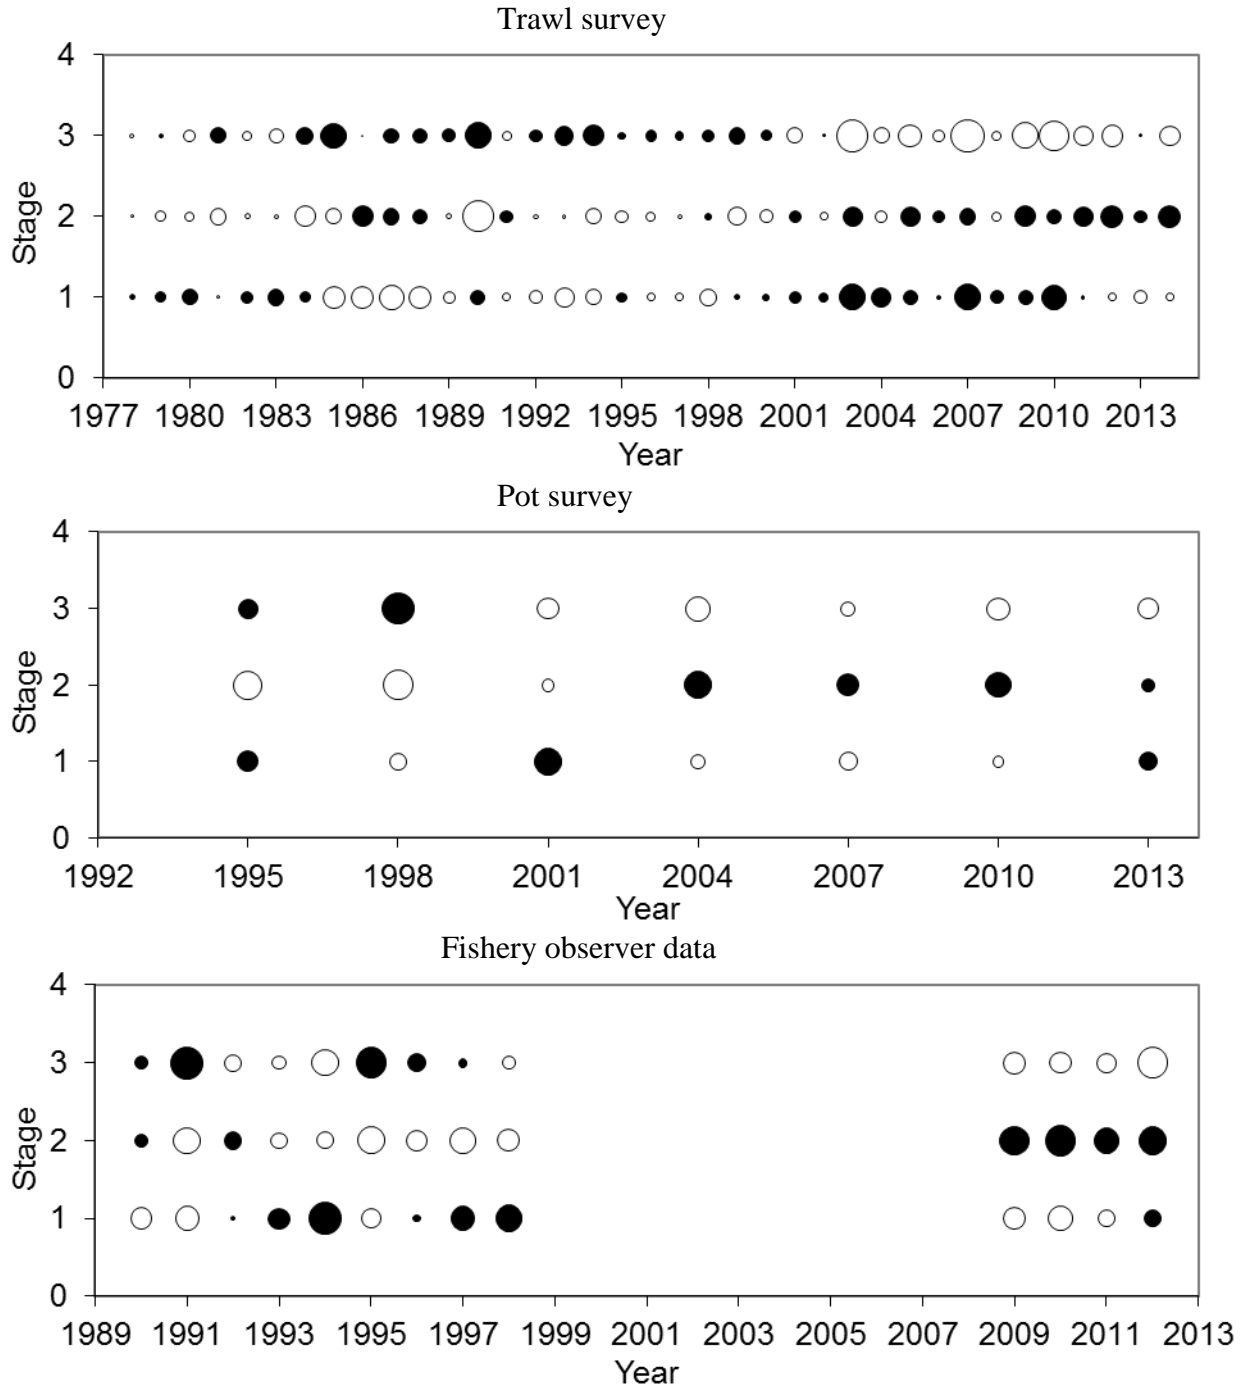 Trawl survey
4
3
2
1
0
Stage
1977 1980 1983 1986 1989 1992 1995 1998 2001 2004 2007 2010 2013
Year
Pot survey
4
3
2
1
0
Stage
1992 1995 1998 2001 2004 2007 2010 2013
Year
Fishery observer data
4
3
2
1
0
Stage
1989 1991 1993 1995 1997 1999 2001 2003 2005 2007 2009 2011 2013
Year